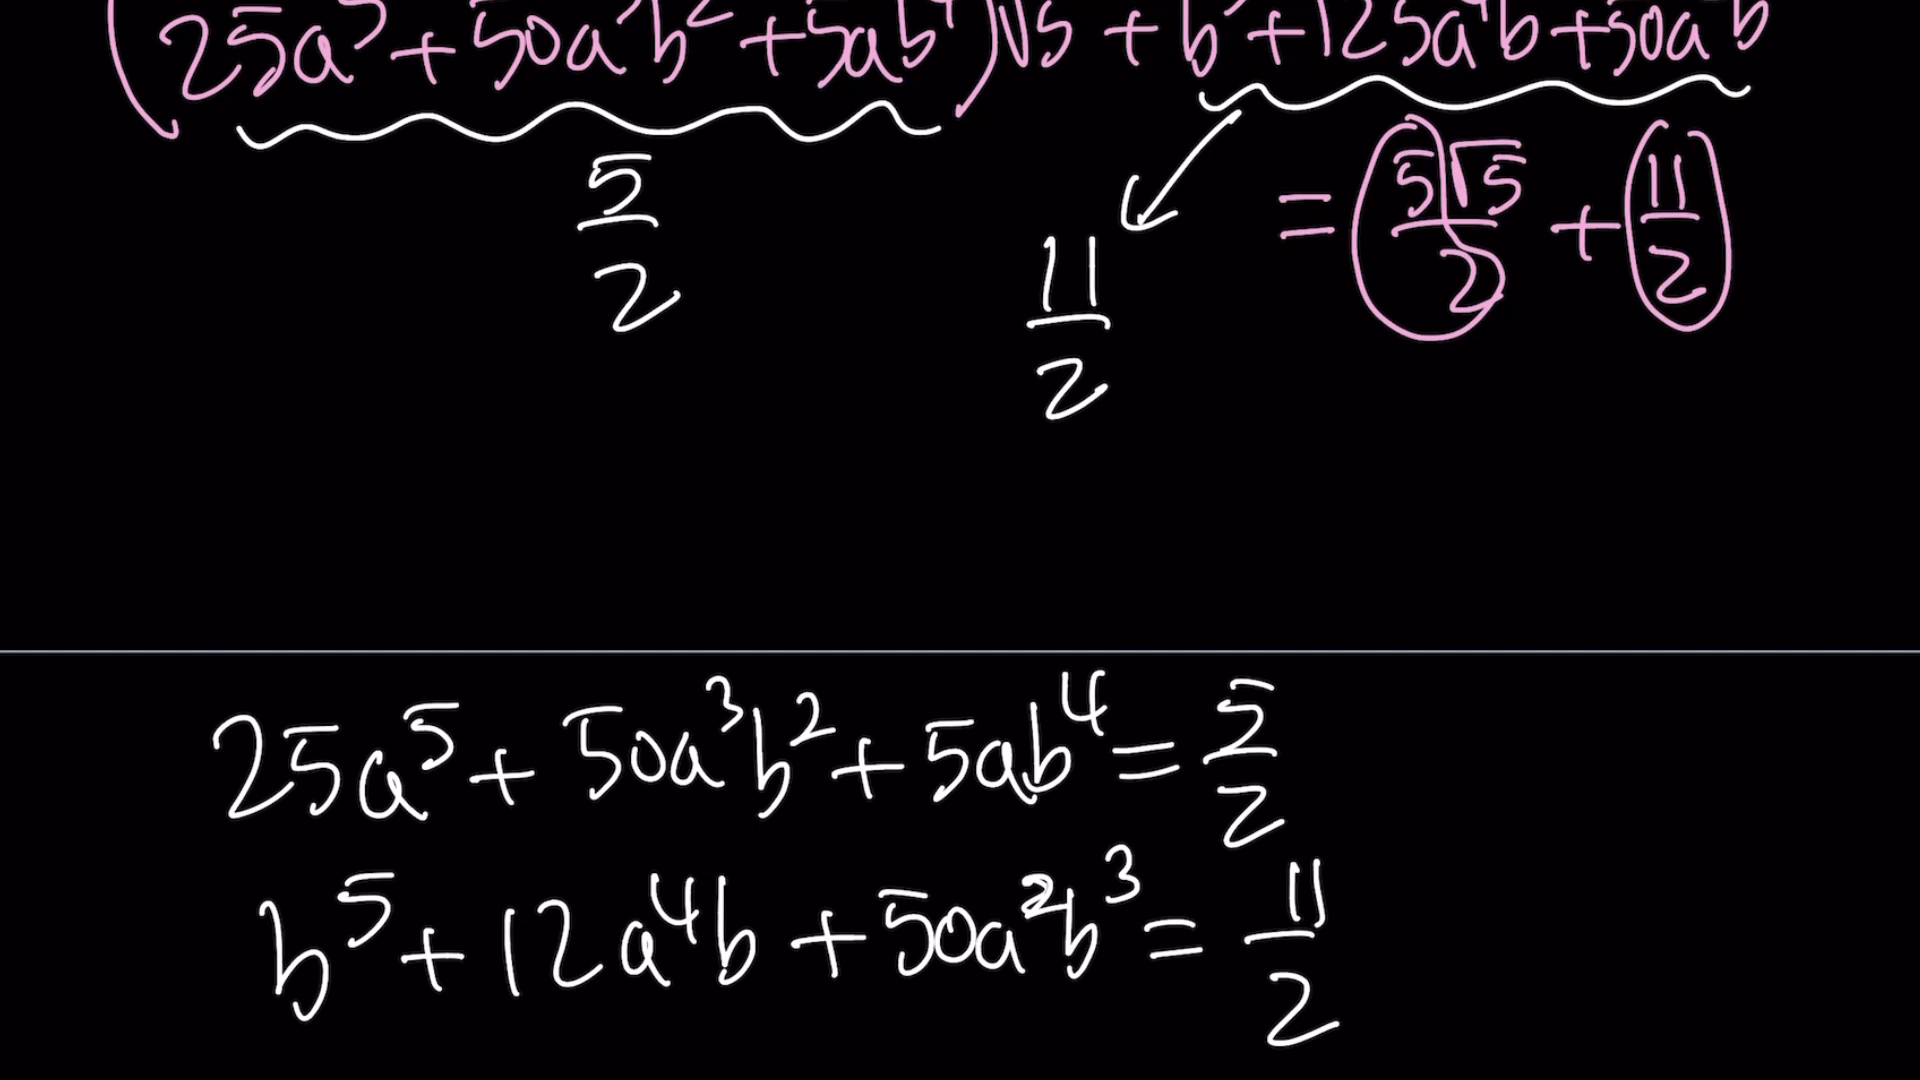 (25a⁵ + 50a³b² + 5ab⁴)√5 + b⁵ + 125a⁴b + 50a²b
5/2
11/2
= 5√5/2 + 11/2
25a⁵ + 50a³b² + 5ab⁴ = 5/2
b⁵ + 12a⁴b + 50a²b³ = 11/2